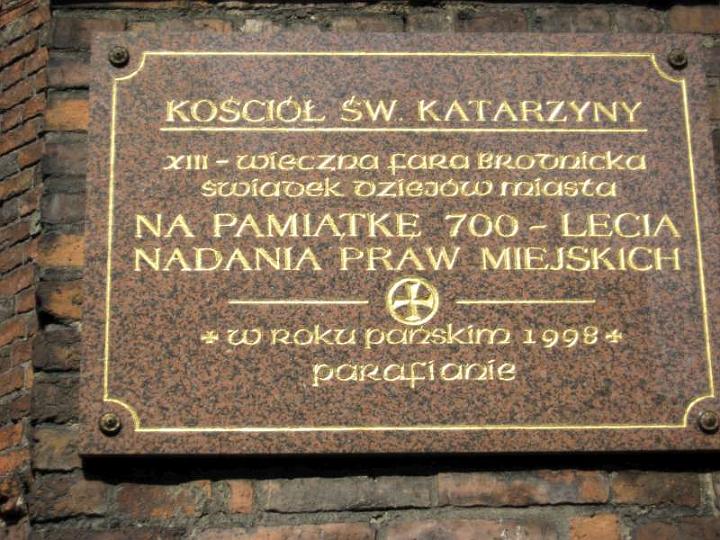 KOŚCIÓŁ ŚW. KATARZYNY
XIII - wieczna fara Brodnicka
świadek dziejów miasta
NA PAMIĄTKĘ 700 - LECIA
NADANIA PRAW MIEJSKICH
w roku pańskim 1998
parafianie